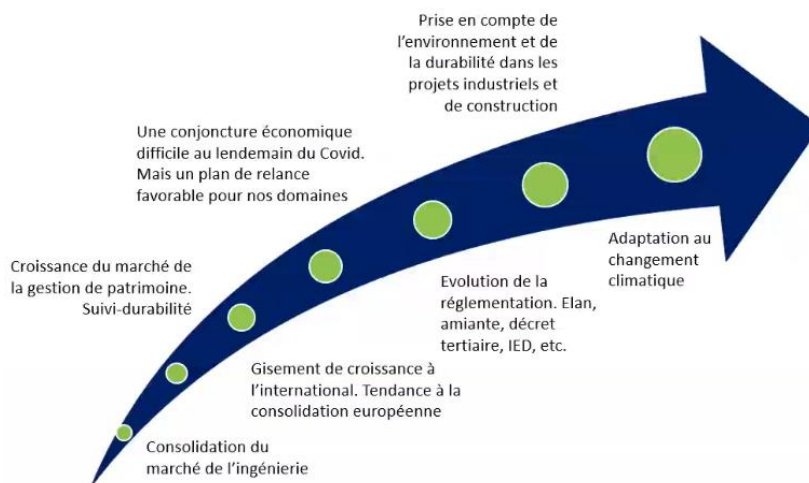 Prise en compte de
l'environnement et de
la durabilité dans les
projets industriels et
de construction
Une conjoncture économique
difficile au lendemain du Covid.
Mais un plan de relance
favorable pour nos domaines
Adaptation au
changement
climatique
Croissance du marché de
la gestion de patrimoine.
Suivi-durabilité
Evolution de la
réglementation. Elan,
amiante, décret
tertiaire, IED, etc.
Gisement de croissance à
l'international. Tendance à la
consolidation européenne
Consolidation du
marché de l'ingénierie